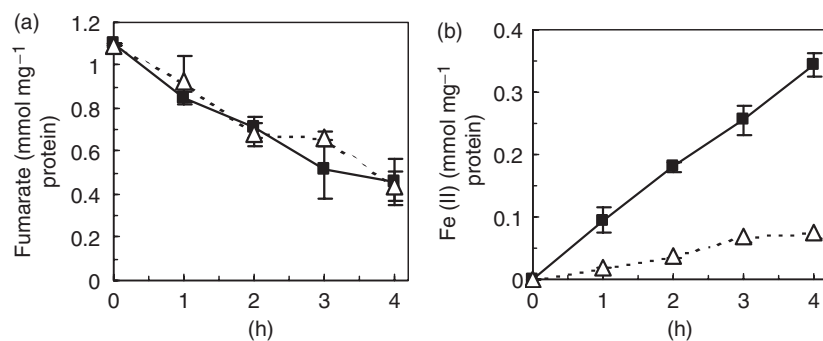 (a)
1.2
1
0.8
0.6
0.4
0.2
0
Fumarate (mmol mg⁻¹
protein)
0 1 2 3 4
(h)
(b)
0.4
0.3
0.2
0.1
0
Fe (II) (mmol mg⁻¹
protein)
0 1 2 3 4
(h)